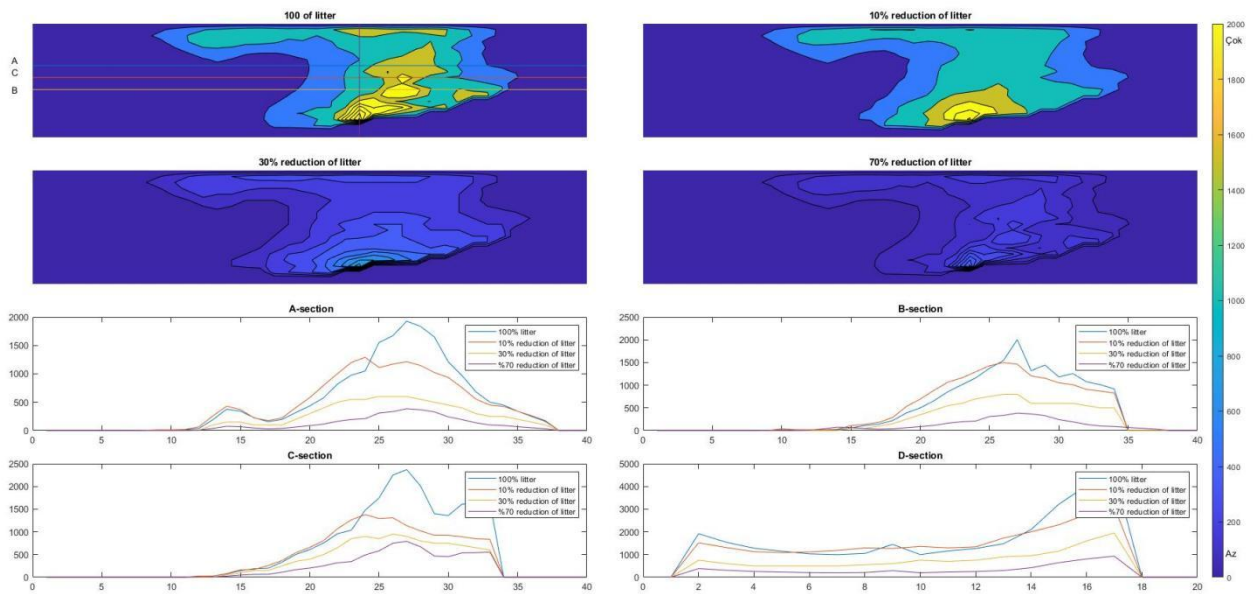 100 of litter
10% reduction of litter
A
C
B
2000
Çok
1800
1600
1400
1200
1000
800
600
400
200
Az
0
30% reduction of litter
70% reduction of litter
A-section
2000
1500
1000
500
0
0 5 10 15 20 25 30 35 40
100% litter
10% reduction of litter
30% reduction of litter
%70 reduction of litter
B-section
2500
2000
1500
1000
500
0
0 5 10 15 20 25 30 35 40
100% litter
10% reduction of litter
30% reduction of litter
%70 reduction of litter
C-section
2500
2000
1500
1000
500
0
0 5 10 15 20 25 30 35 40
100% litter
10% reduction of litter
30% reduction of litter
%70 reduction of litter
D-section
5000
4000
3000
2000
1000
0
0 2 4 6 8 10 12 14 16 18 20
100% litter
10% reduction of litter
30% reduction of litter
%70 reduction of litter